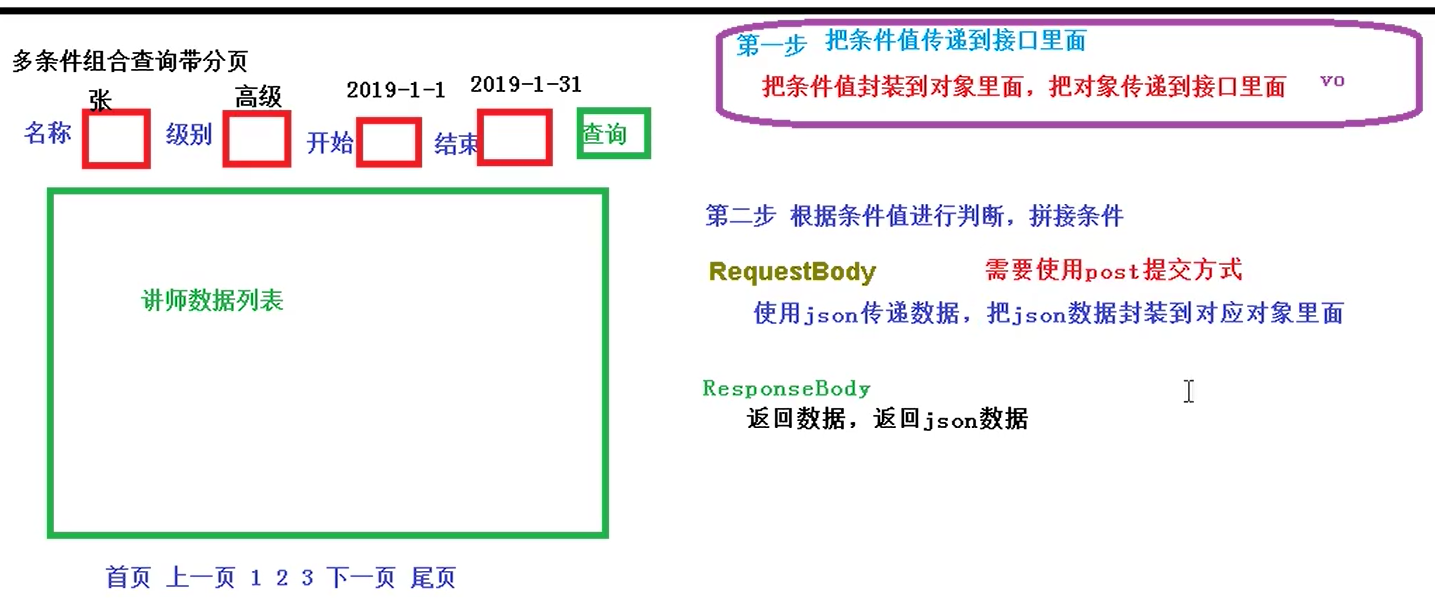 多条件组合查询带分页
张 高级 2019-1-1 2019-1-31
名称 级别 开始 结束 查询
讲师数据列表
首页 上一页 1 2 3 下一页 尾页
第一步 把条件值传递到接口里面
把条件值封装到对象里面，把对象传递到接口里面 vo
第二步 根据条件值进行判断，拼接条件
RequestBody 需要使用post提交方式
使用json传递数据，把json数据封装到对应对象里面
ResponseBody
返回数据，返回json数据